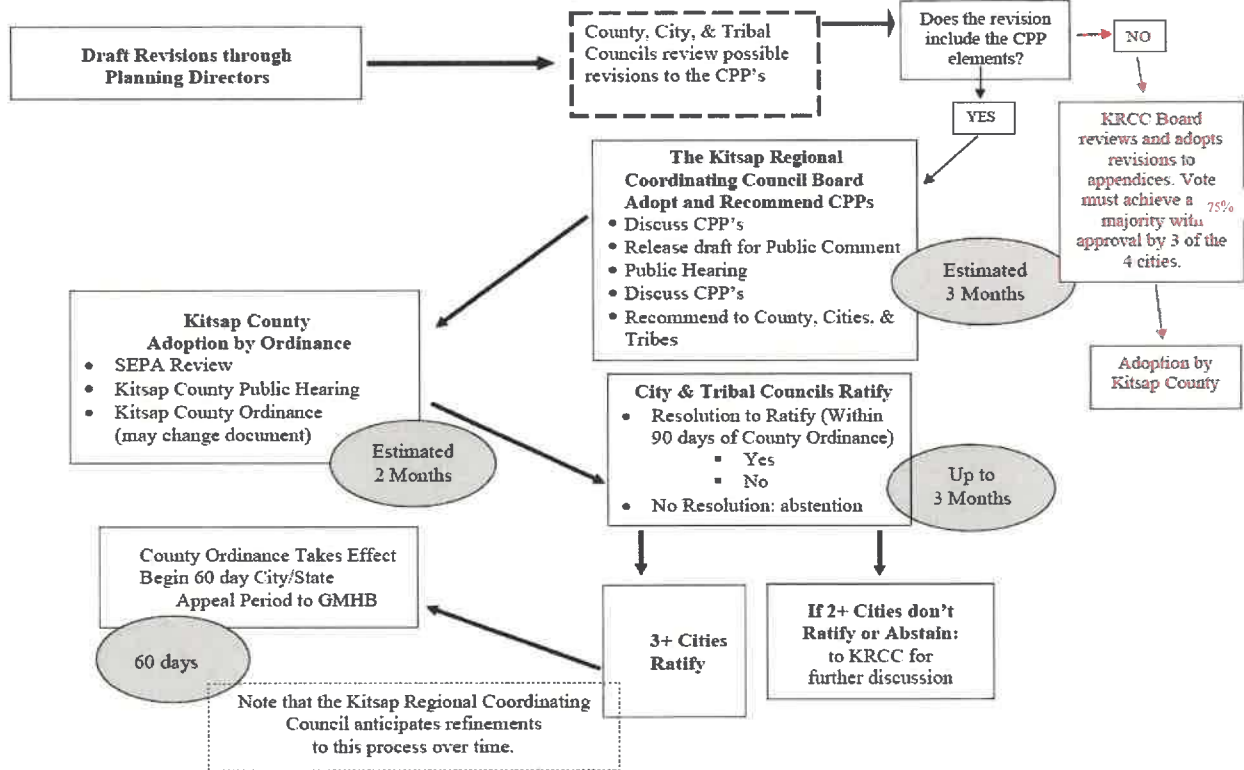 Draft Revisions through
Planning Directors
County, City, & Tribal
Councils review possible
revisions to the CPP's
Does the revision
include the CPP
elements?
NO
YES
KRCC Board
reviews and adopts
revisions to
appendices. Vote
must achieve a 75%
majority with
approval by 3 of the
4 cities.
Adoption by
Kitsap County
The Kitsap Regional
Coordinating Council Board
Adopt and Recommend CPPs
• Discuss CPP's
• Release draft for Public Comment
• Public Hearing
• Discuss CPP's
• Recommend to County, Cities. &
Tribes
Estimated
3 Months
Kitsap County
Adoption by Ordinance
• SEPA Review
• Kitsap County Public Hearing
• Kitsap County Ordinance
(may change document)
Estimated
2 Months
City & Tribal Councils Ratify
• Resolution to Ratify (Within
90 days of County Ordinance)
▪ Yes
▪ No
• No Resolution: abstention
Up to
3 Months
County Ordinance Takes Effect
Begin 60 day City/State
Appeal Period to GMHB
60 days
3+ Cities
Ratify
If 2+ Cities don't
Ratify or Abstain:
to KRCC for
further discussion
Note that the Kitsap Regional Coordinating
Council anticipates refinements
to this process over time.